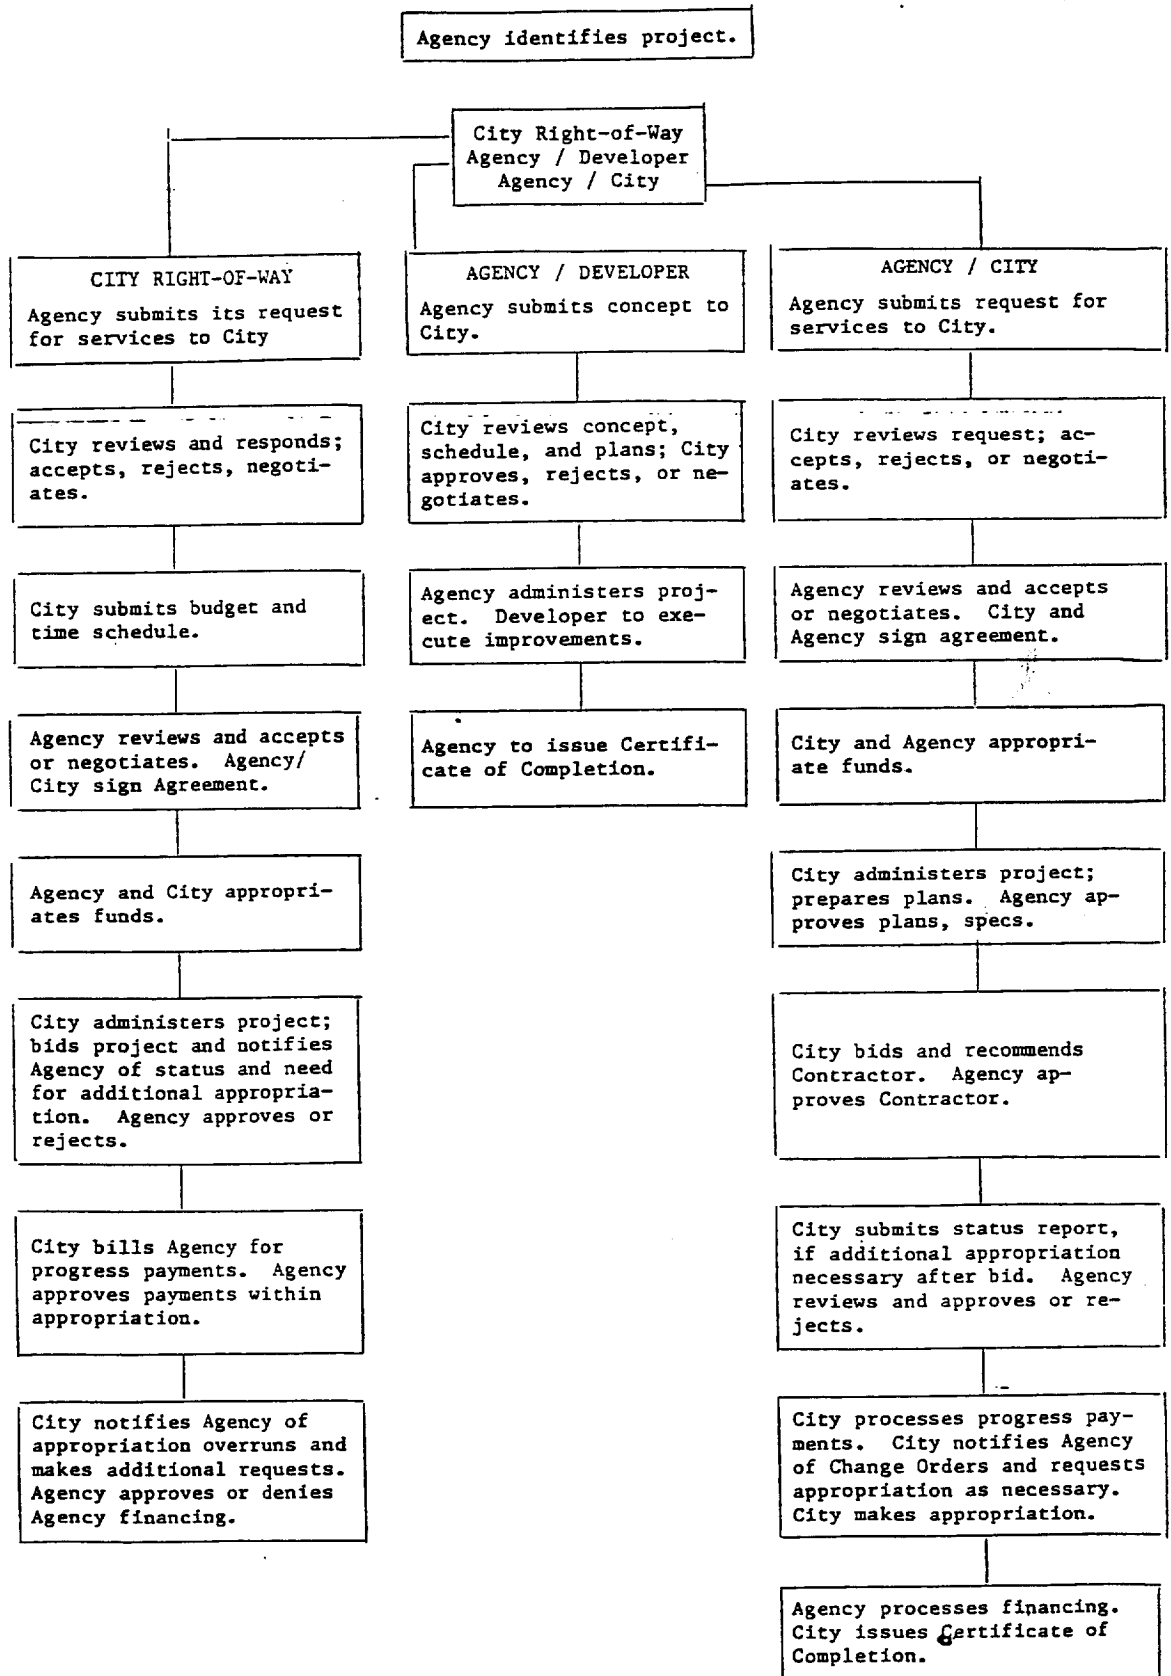 Agency identifies project.
City Right-of-Way
Agency / Developer
Agency / City
CITY RIGHT-OF-WAY
Agency submits its request
for services to City
City reviews and responds;
accepts, rejects, negoti-
ates.
City submits budget and
time schedule.
Agency reviews and accepts
or negotiates. Agency/
City sign Agreement.
Agency and City appropri-
ates funds.
City administers project;
bids project and notifies
Agency of status and need
for additional appropria-
tion. Agency approves or
rejects.
City bills Agency for
progress payments. Agency
approves payments within
appropriation.
City notifies Agency of
appropriation overruns and
makes additional requests.
Agency approves or denies
Agency financing.
AGENCY / DEVELOPER
Agency submits concept to
City.
City reviews concept,
schedule, and plans; City
approves, rejects, or ne-
gotiates.
Agency administers proj-
ect. Developer to exe-
cute improvements.
Agency to issue Certifi-
cate of Completion.
AGENCY / CITY
Agency submits request for
services to City.
City reviews request; ac-
cepts, rejects, or negoti-
ates.
Agency reviews and accepts
or negotiates. City and
Agency sign agreement.
City and Agency appropri-
ate funds.
City administers project;
prepares plans. Agency ap-
proves plans, specs.
City bids and recommends
Contractor. Agency ap-
proves Contractor.
City submits status report,
if additional appropriation
necessary after bid. Agency
reviews and approves or re-
jects.
City processes progress pay-
ments. City notifies Agency
of Change Orders and requests
appropriation as necessary.
City makes appropriation.
Agency processes financing.
City issues Certificate of
Completion.